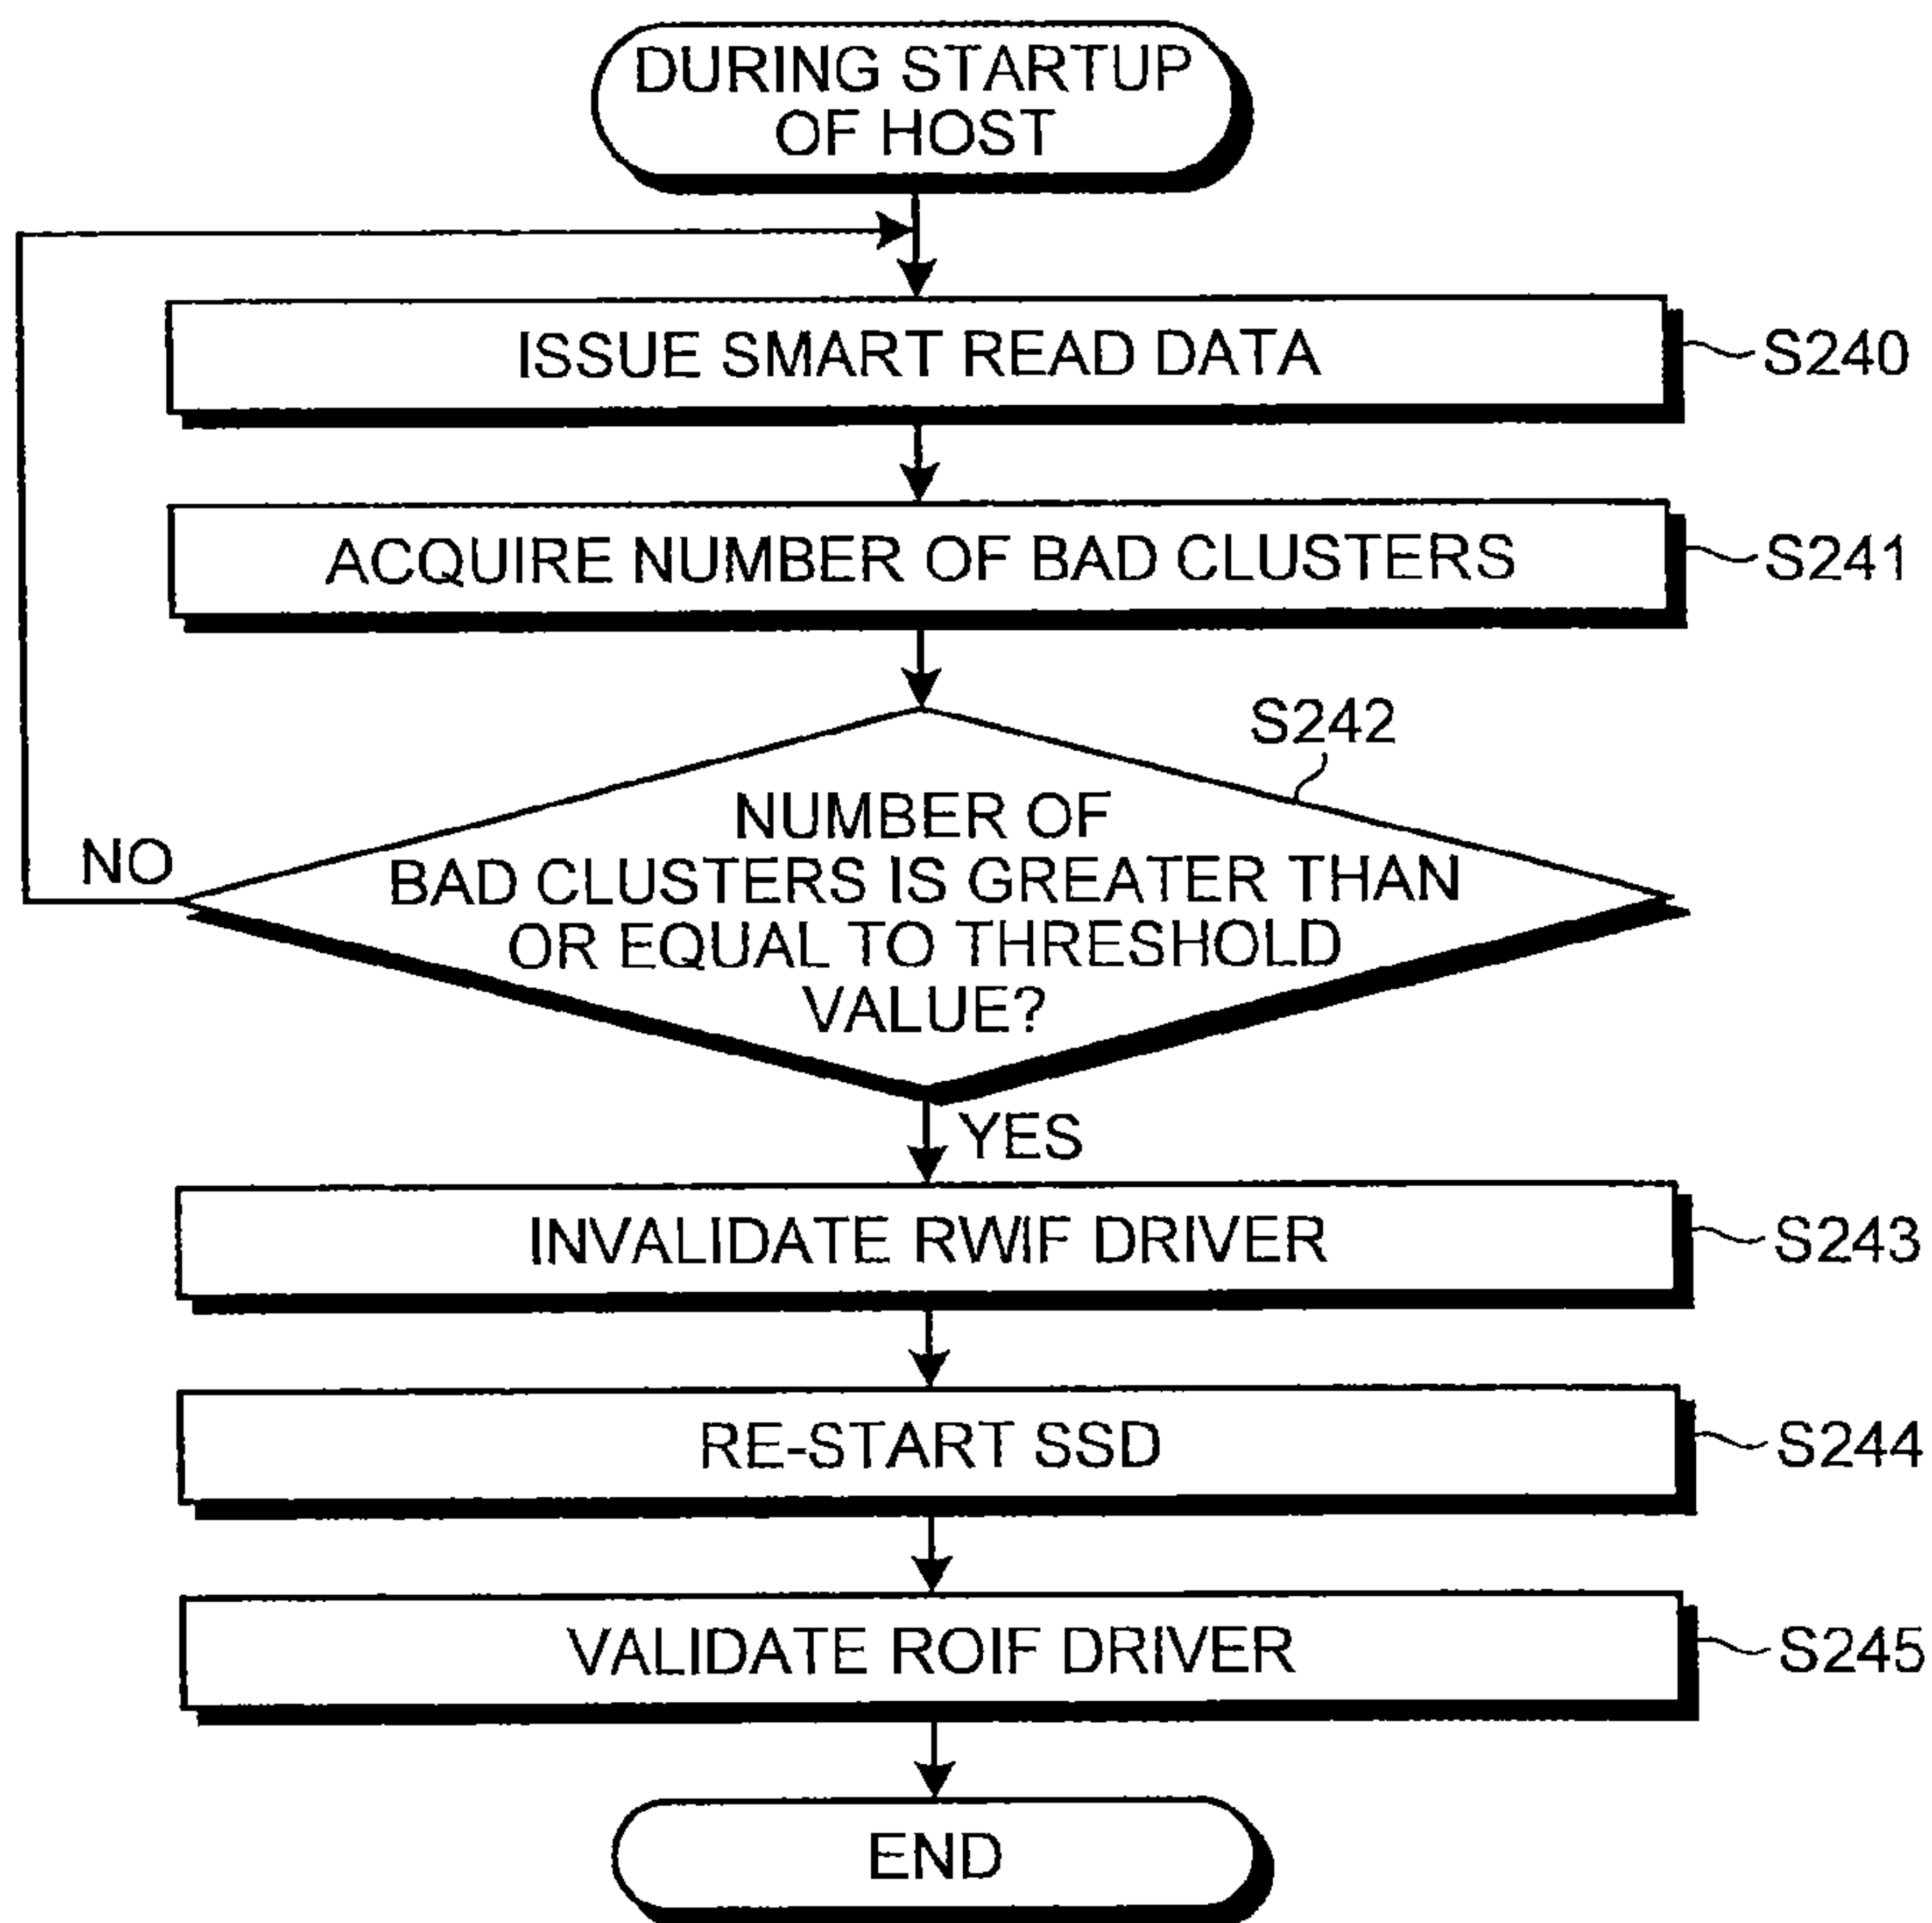 DURING STARTUP
OF HOST
ISSUE SMART READ DATA
S240
ACQUIRE NUMBER OF BAD CLUSTERS
S241
S242
NUMBER OF
BAD CLUSTERS IS GREATER THAN
OR EQUAL TO THRESHOLD
VALUE?
NO
YES
INVALIDATE RWIF DRIVER
S243
RE-START SSD
S244
VALIDATE ROIF DRIVER
S245
END